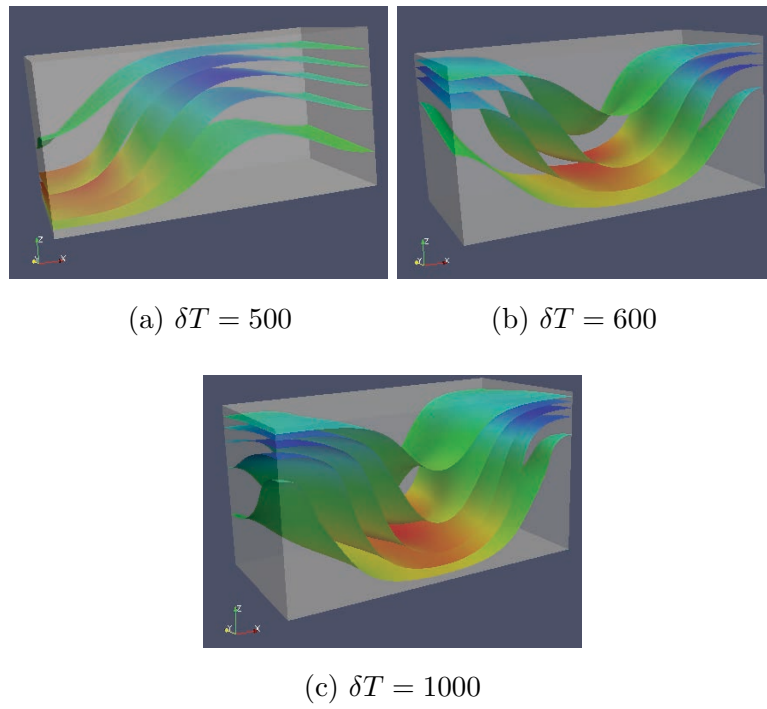 Z
Y
X
Z
Y
X
(a) δT = 500
(b) δT = 600
Z
Y
X
(c) δT = 1000